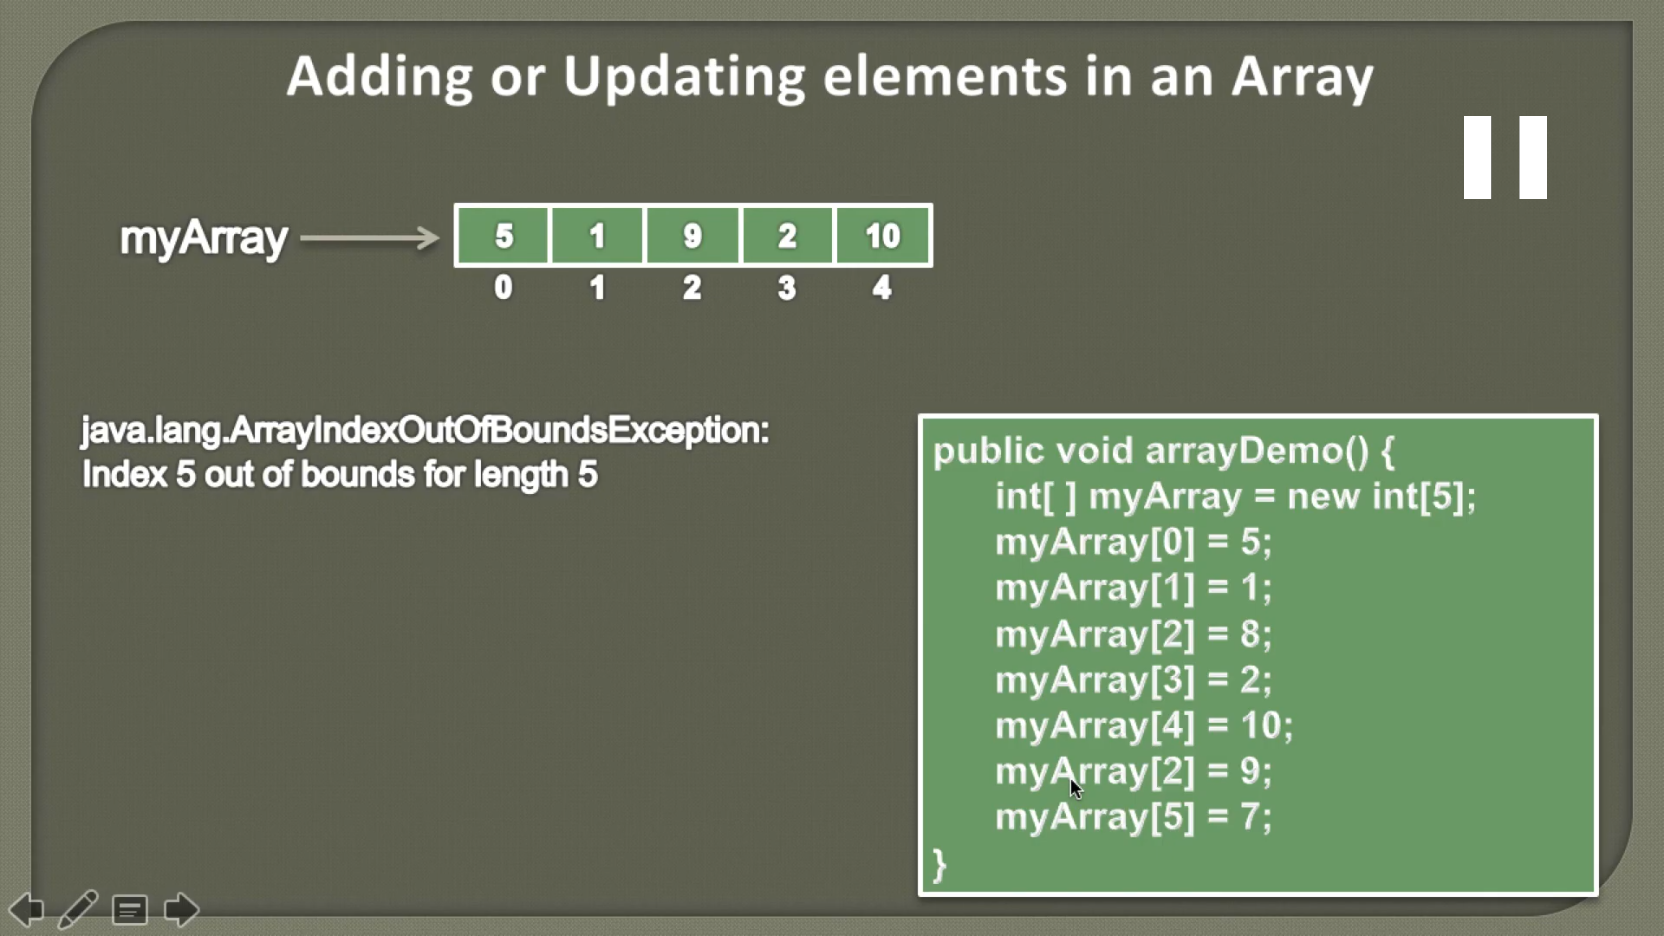 Adding or Updating elements in an Array
myArray
5 1 9 2 10
0 1 2 3 4
java.lang.ArrayIndexOutOfBoundsException:
Index 5 out of bounds for length 5
public void arrayDemo() {
int[ ] myArray = new int[5];
myArray[0] = 5;
myArray[1] = 1;
myArray[2] = 8;
myArray[3] = 2;
myArray[4] = 10;
myArray[2] = 9;
myArray[5] = 7;
}